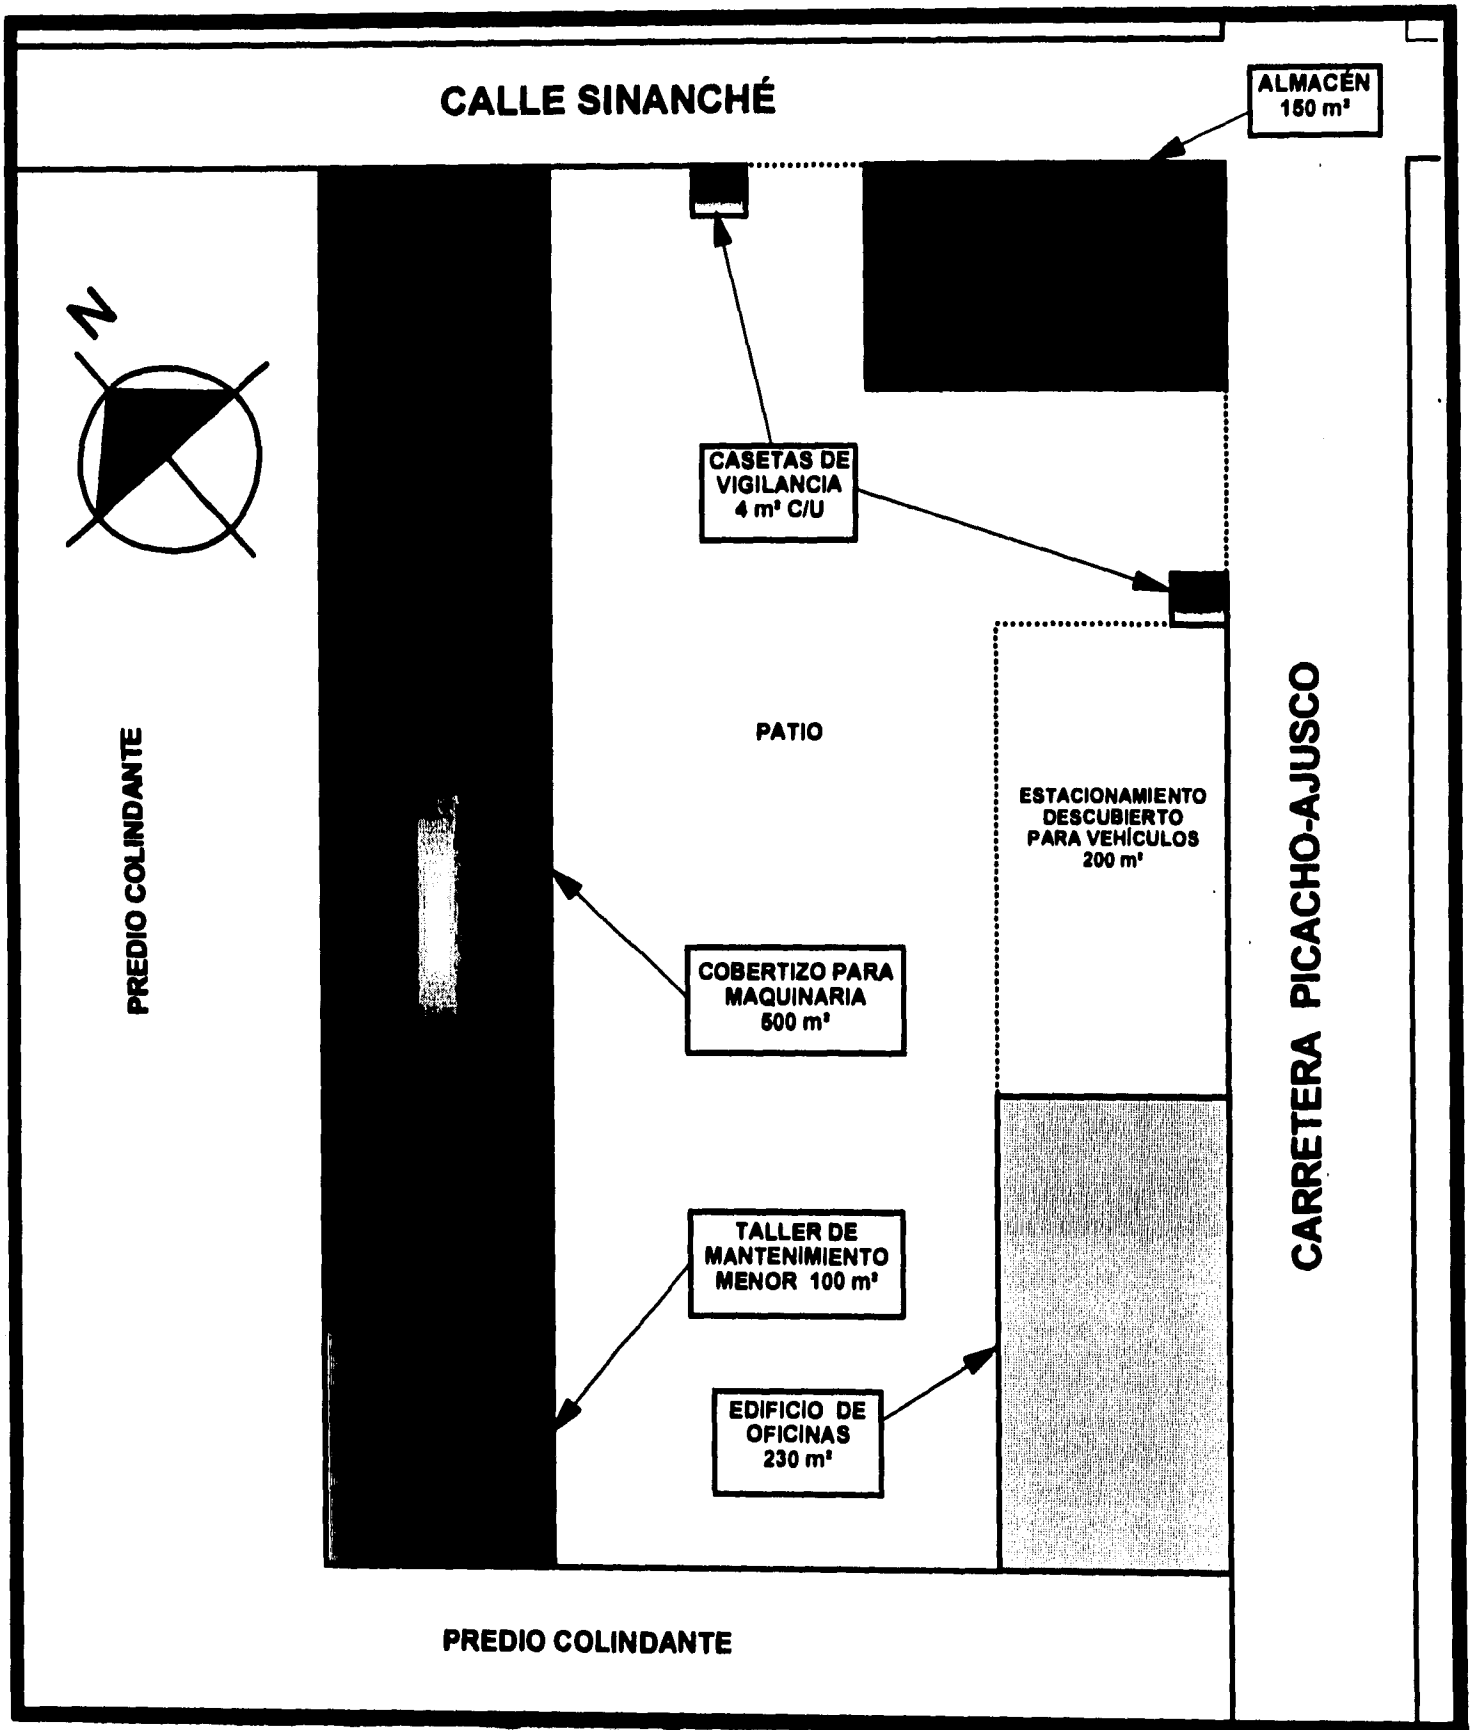 CALLE SINANCHÉ
ALMACÉN
150 m²
N
CASETAS DE
VIGILANCIA
4 m² C/U
PATIO
ESTACIONAMIENTO
DESCUBIERTO
PARA VEHÍCULOS
200 m²
PREDIO COLINDANTE
CARRETERA PICACHO-AJUSCO
COBERTIZO PARA
MAQUINARIA
500 m²
TALLER DE
MANTENIMIENTO
MENOR 100 m²
EDIFICIO DE
OFICINAS
230 m²
PREDIO COLINDANTE